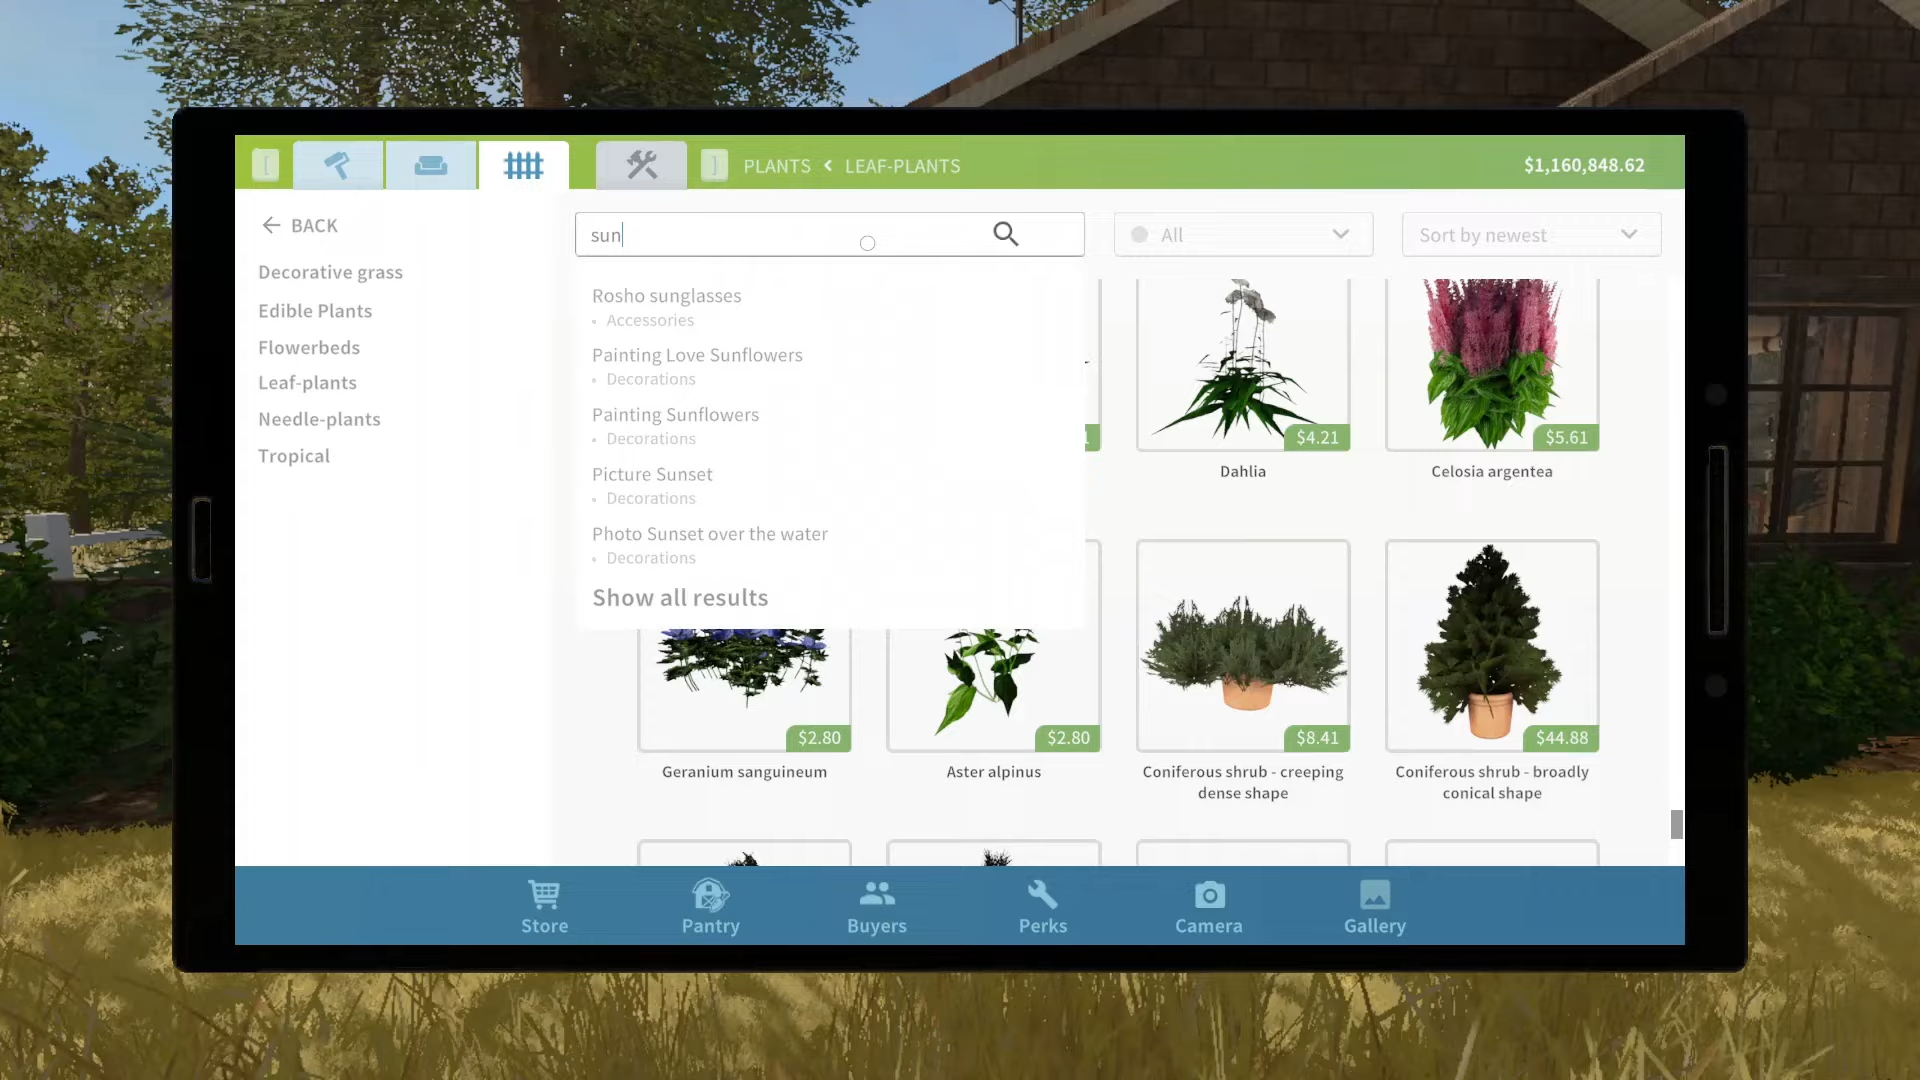 [
]
PLANTS < LEAF-PLANTS
$1,160,848.62
BACK
Decorative grass
Edible Plants
Flowerbeds
Leaf-plants
Needle-plants
Tropical
sun
All
Sort by newest
Rosho sunglasses
• Accessories
Painting Love Sunflowers
• Decorations
Painting Sunflowers
• Decorations
Picture Sunset
• Decorations
Photo Sunset over the water
• Decorations
Show all results
$4.21
$5.61
Dahlia
Celosia argentea
$2.80
$2.80
$8.41
$44.88
Geranium sanguineum
Aster alpinus
Coniferous shrub - creeping
dense shape
Coniferous shrub - broadly
conical shape
Store
Pantry
Buyers
Perks
Camera
Gallery